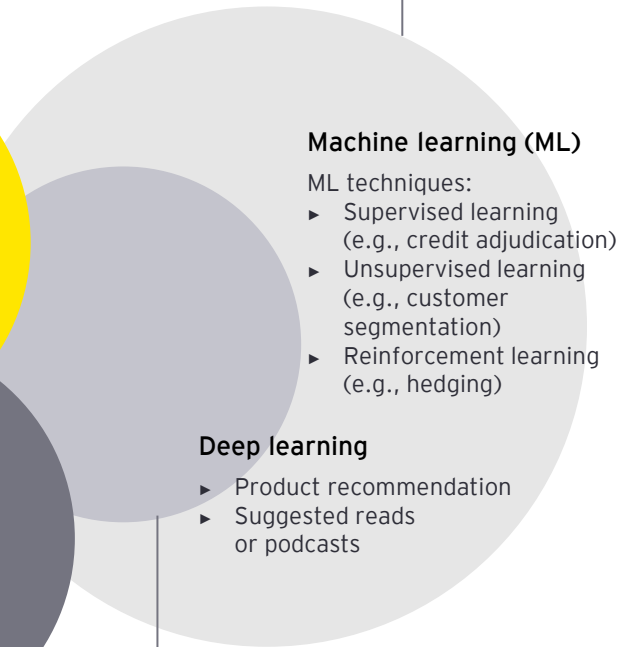 Machine learning (ML)
ML techniques:
► Supervised learning
(e.g., credit adjudication)
► Unsupervised learning
(e.g., customer
segmentation)
► Reinforcement learning
(e.g., hedging)
Deep learning
► Product recommendation
► Suggested reads
or podcasts